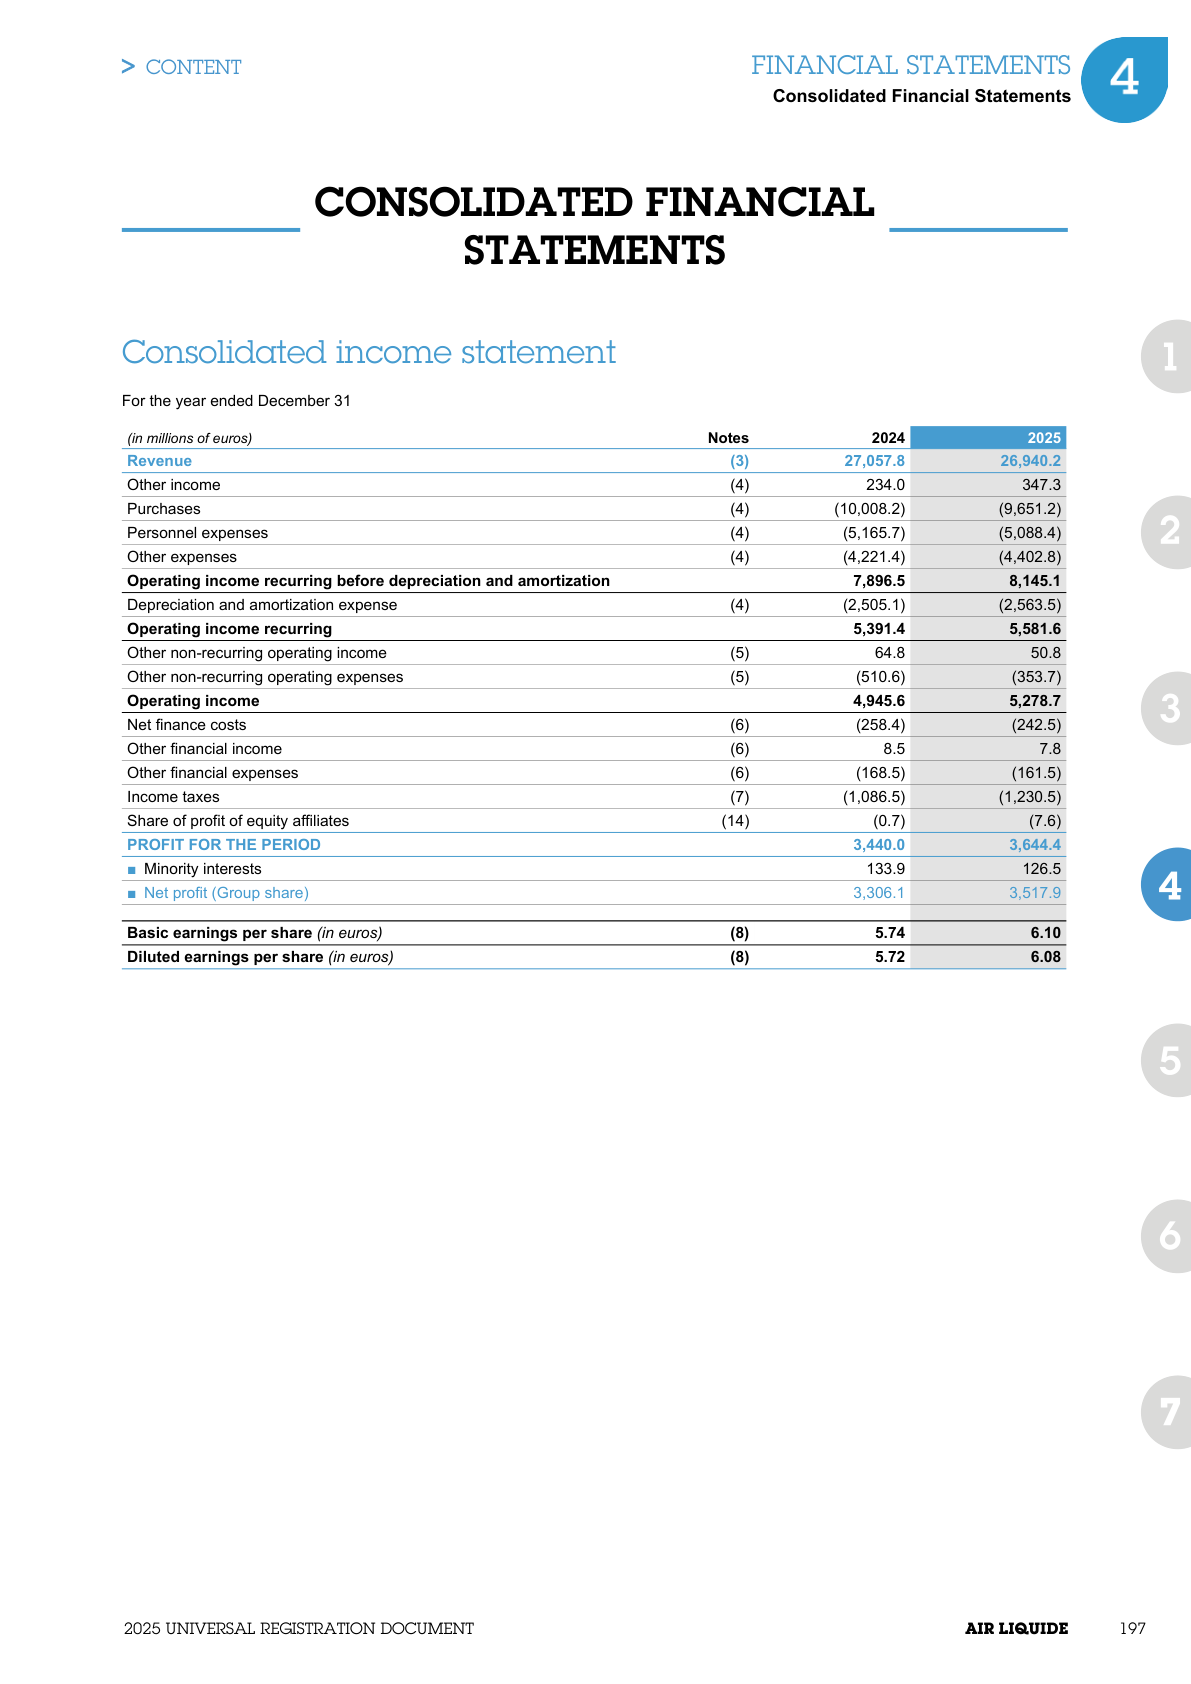 > CONTENT
FINANCIAL STATEMENTS
Consolidated Financial Statements
4
CONSOLIDATED FINANCIAL
STATEMENTS
Consolidated income statement
For the year ended December 31
(in millions of euros) Notes 2024 2025
Revenue (3) 27,057.8 26,940.2
Other income (4) 234.0 347.3
Purchases (4) (10,008.2) (9,651.2)
Personnel expenses (4) (5,165.7) (5,088.4)
Other expenses (4) (4,221.4) (4,402.8)
Operating income recurring before depreciation and amortization 7,896.5 8,145.1
Depreciation and amortization expense (4) (2,505.1) (2,563.5)
Operating income recurring 5,391.4 5,581.6
Other non-recurring operating income (5) 64.8 50.8
Other non-recurring operating expenses (5) (510.6) (353.7)
Operating income 4,945.6 5,278.7
Net finance costs (6) (258.4) (242.5)
Other financial income (6) 8.5 7.8
Other financial expenses (6) (168.5) (161.5)
Income taxes (7) (1,086.5) (1,230.5)
Share of profit of equity affiliates (14) (0.7) (7.6)
PROFIT FOR THE PERIOD 3,440.0 3,644.4
■ Minority interests 133.9 126.5
■ Net profit (Group share) 3,306.1 3,517.9
Basic earnings per share (in euros) (8) 5.74 6.10
Diluted earnings per share (in euros) (8) 5.72 6.08
1
2
3
4
5
6
7
2025 UNIVERSAL REGISTRATION DOCUMENT
AIR LIQUIDE 197